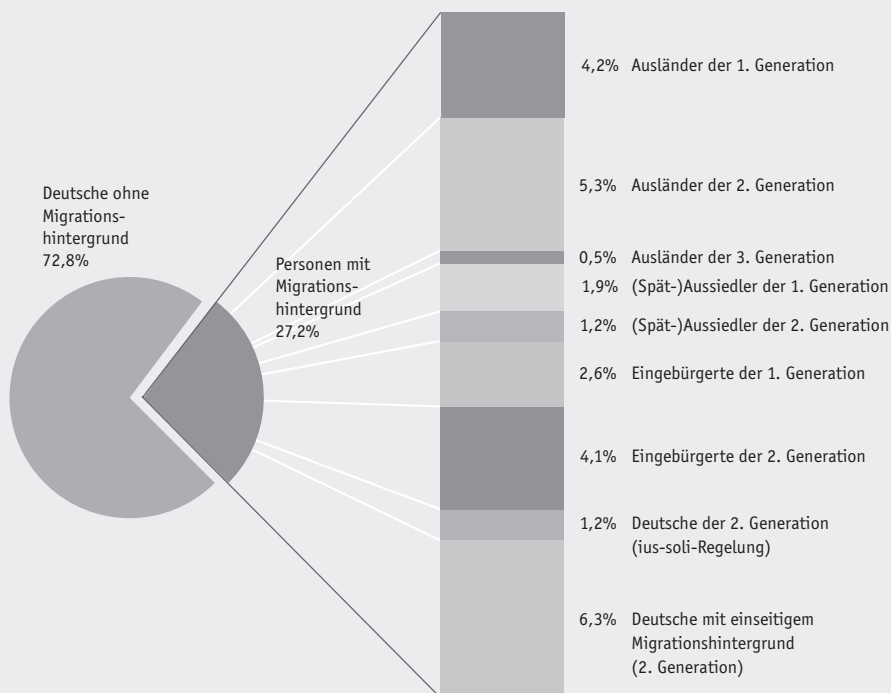 Deutsche ohne
Migrations-
hintergrund
72,8%
Personen mit
Migrations-
hintergrund
27,2%
4,2% Ausländer der 1. Generation
5,3% Ausländer der 2. Generation
0,5% Ausländer der 3. Generation
1,9% (Spät-)Aussiedler der 1. Generation
1,2% (Spät-)Aussiedler der 2. Generation
2,6% Eingebürgerte der 1. Generation
4,1% Eingebürgerte der 2. Generation
1,2% Deutsche der 2. Generation
(ius-soli-Regelung)
6,3% Deutsche mit einseitigem
Migrationshintergrund
(2. Generation)